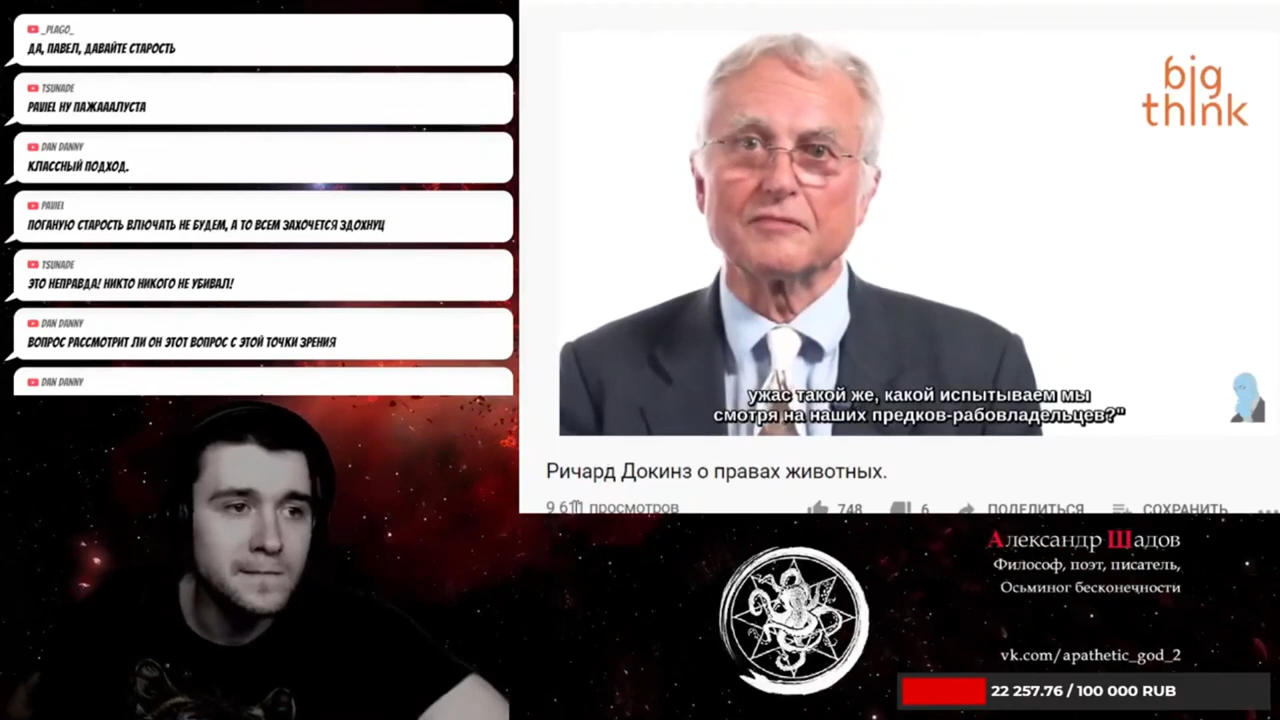 _PLAGO_
ДА, ПАВЕЛ, ДАВАЙТЕ СТАРОСТЬ
TSUNADE
PAVIEL НУ ПАЖАААЛУСТА
DAN DANNY
КЛАССНЫЙ ПОДХОД.
PAVIEL
ПОГАНУЮ СТАРОСТЬ ВЛЮЧАТЬ НЕ БУДЕМ, А ТО ВСЕМ ЗАХОЧЕТСЯ ЗДОХНУЦ
TSUNADE
ЭТО НЕПРАВДА! НИКТО НИКОГО НЕ УБИВАЛ!
DAN DANNY
ВОПРОС РАССМОТРИТ ЛИ ОН ЭТОТ ВОПРОС С ЭТОЙ ТОЧКИ ЗРЕНИЯ
DAN DANNY
big
think
ужас такой же, какой испытываем мы
смотря на наших предков-рабовладельцев?"
Ричард Докинз о правах животных.
просмотров 748 6 ПОДЕЛИТЬСЯ СОХРАНИТЬ
Александр Шадов
Философ, поэт, писатель,
Осьминог бесконечности
vk.com/apathetic_god_2
22 257.76 / 100 000 RUB